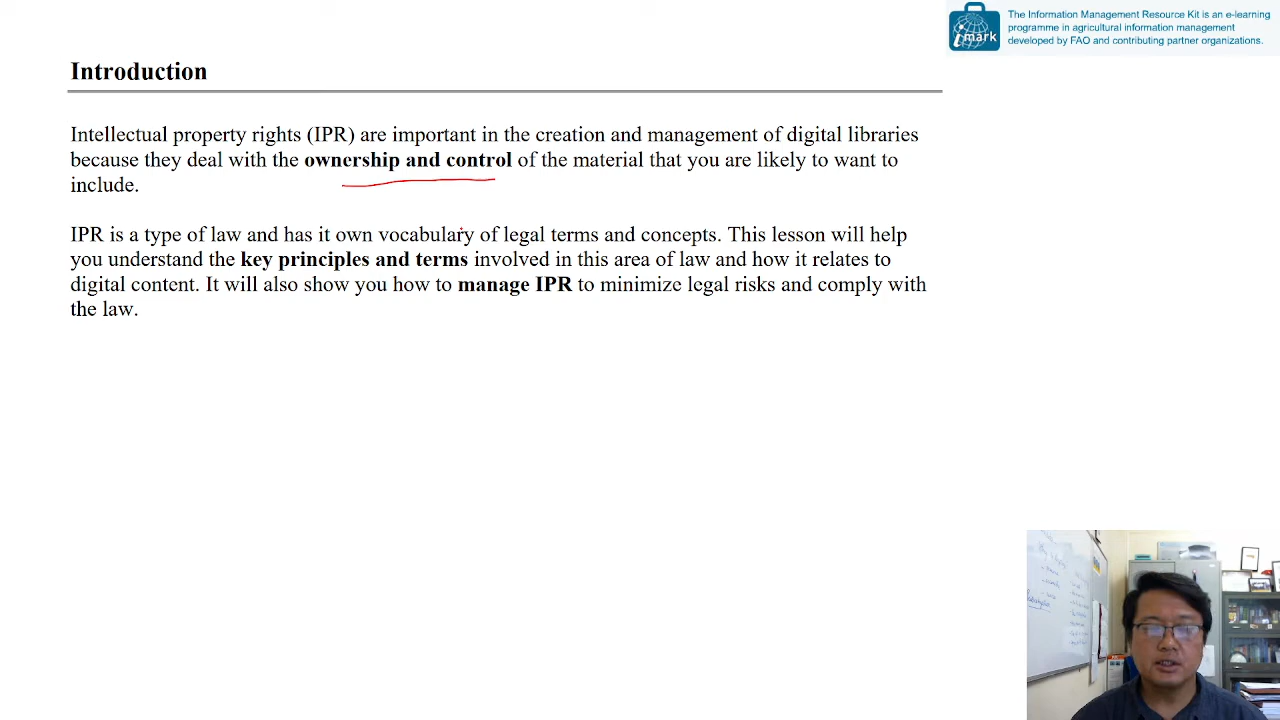 The Information Management Resource Kit is an e-learning
programme in agricultural information management
developed by FAO and contributing partner organizations.
imark
Introduction
Intellectual property rights (IPR) are important in the creation and management of digital libraries
because they deal with the ownership and control of the material that you are likely to want to
include.
IPR is a type of law and has it own vocabulary of legal terms and concepts. This lesson will help
you understand the key principles and terms involved in this area of law and how it relates to
digital content. It will also show you how to manage IPR to minimize legal risks and comply with
the law.